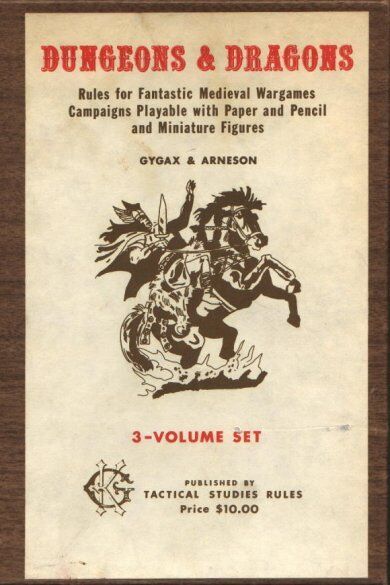 DUNGEONS & DRAGONS
Rules for Fantastic Medieval Wargames
Campaigns Playable with Paper and Pencil
and Miniature Figures
GYGAX & ARNESON
3-VOLUME SET
GK
PUBLISHED BY
TACTICAL STUDIES RULES
Price $10.00